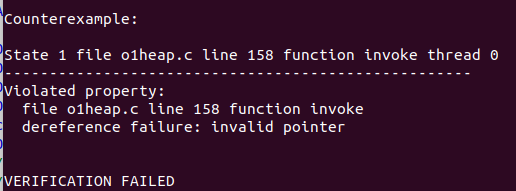 Counterexample:
State 1 file o1heap.c line 158 function invoke thread 0
----------------------------------------------------
Violated property:
file o1heap.c line 158 function invoke
dereference failure: invalid pointer
VERIFICATION FAILED